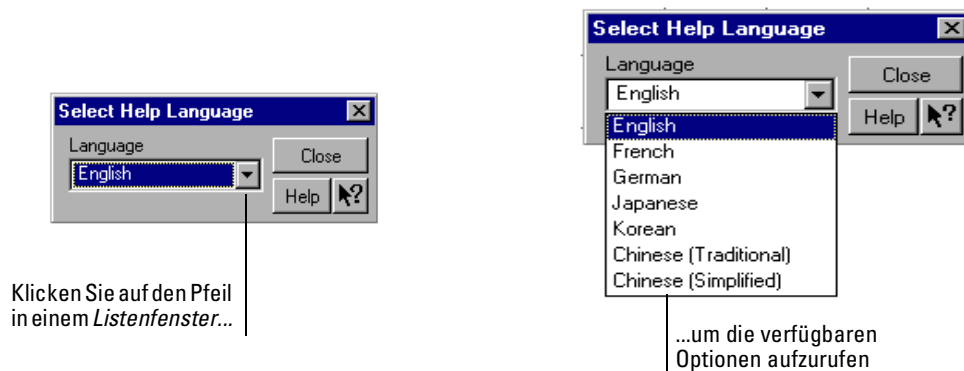 Select Help Language
Language
English
Close
Help ?
Klicken Sie auf den Pfeil
in einem Listenfenster...
Select Help Language
Language
English
Close
Help ?
English
French
German
Japanese
Korean
Chinese (Traditional)
Chinese (Simplified)
...um die verfügbaren
Optionen aufzurufen